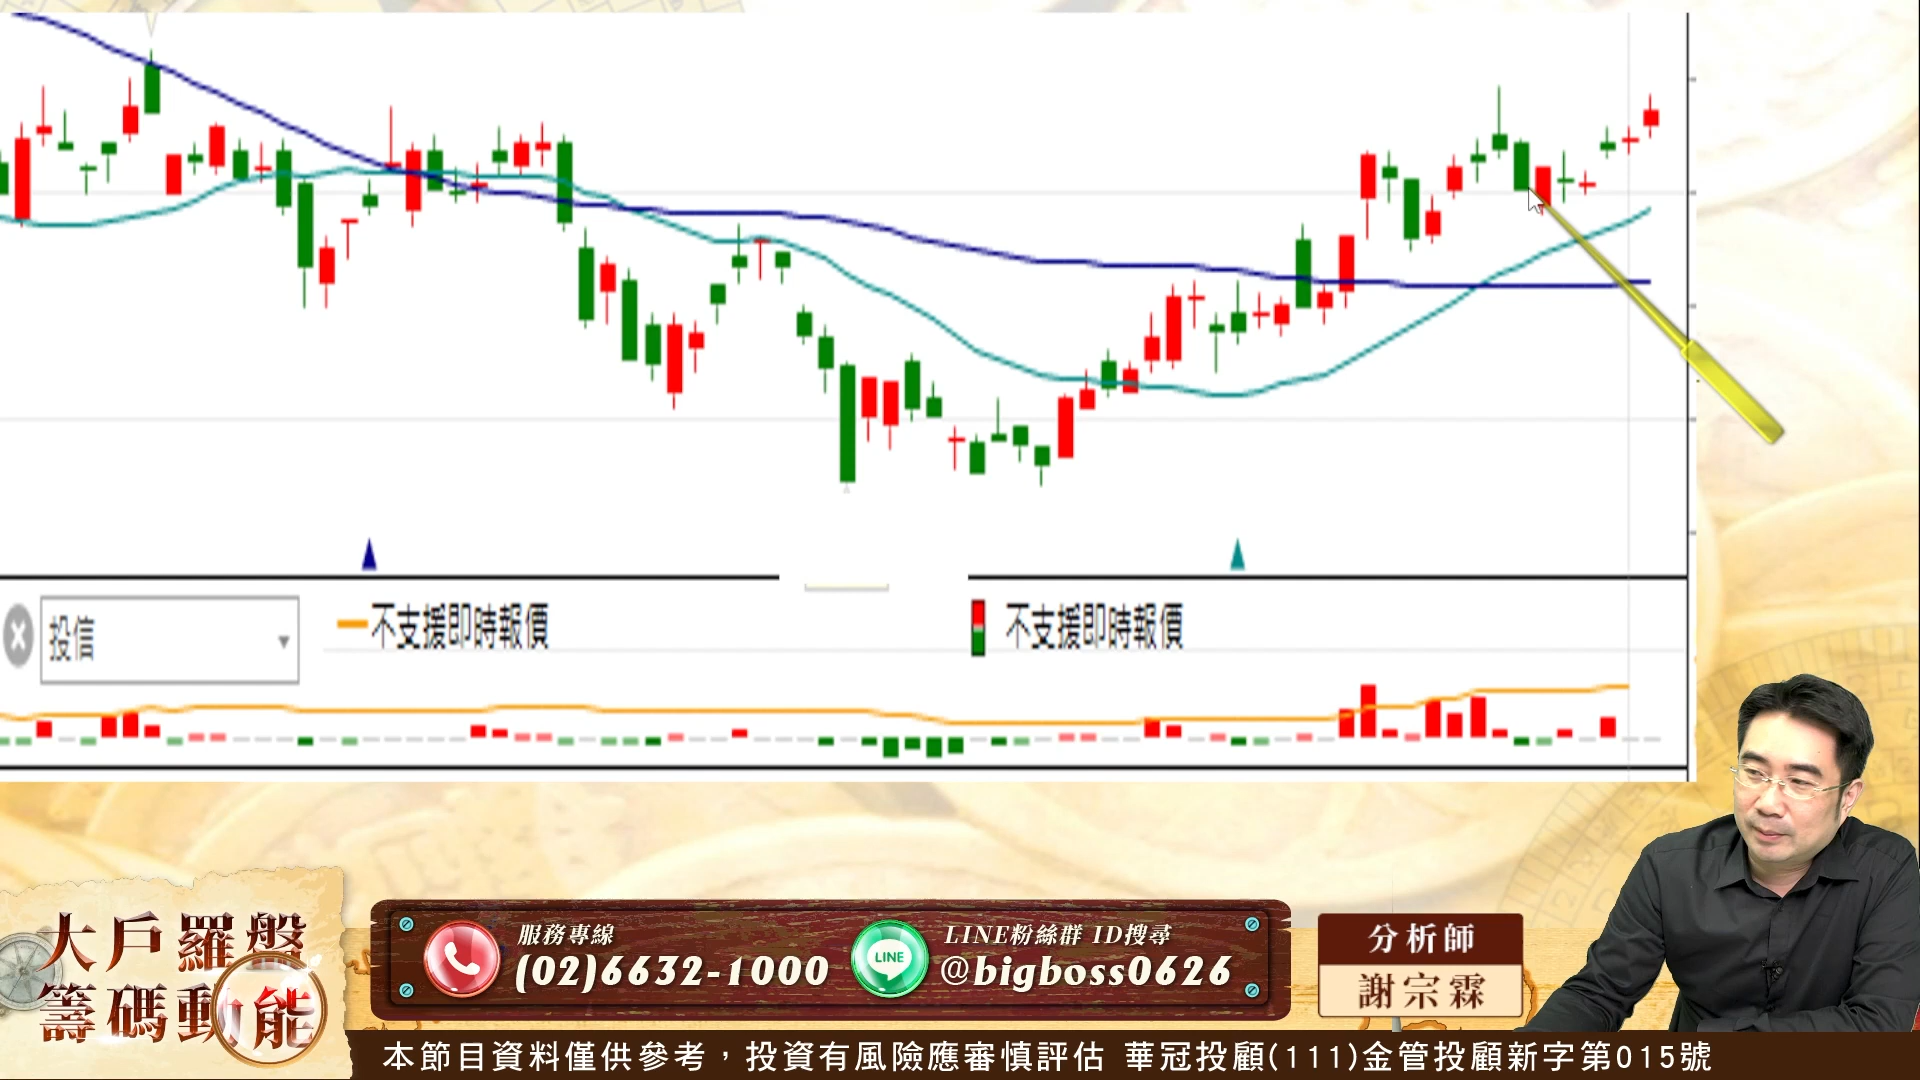 投信
不支援即時報價
不支援即時報價
大戶羅盤
籌碼動能
服務專線
(02)6632-1000
LINE
LINE粉絲群 ID搜尋
@bigboss0626
分析師
謝宗霖
本節目資料僅供參考，投資有風險應審慎評估 華冠投顧(111)金管投顧新字第015號